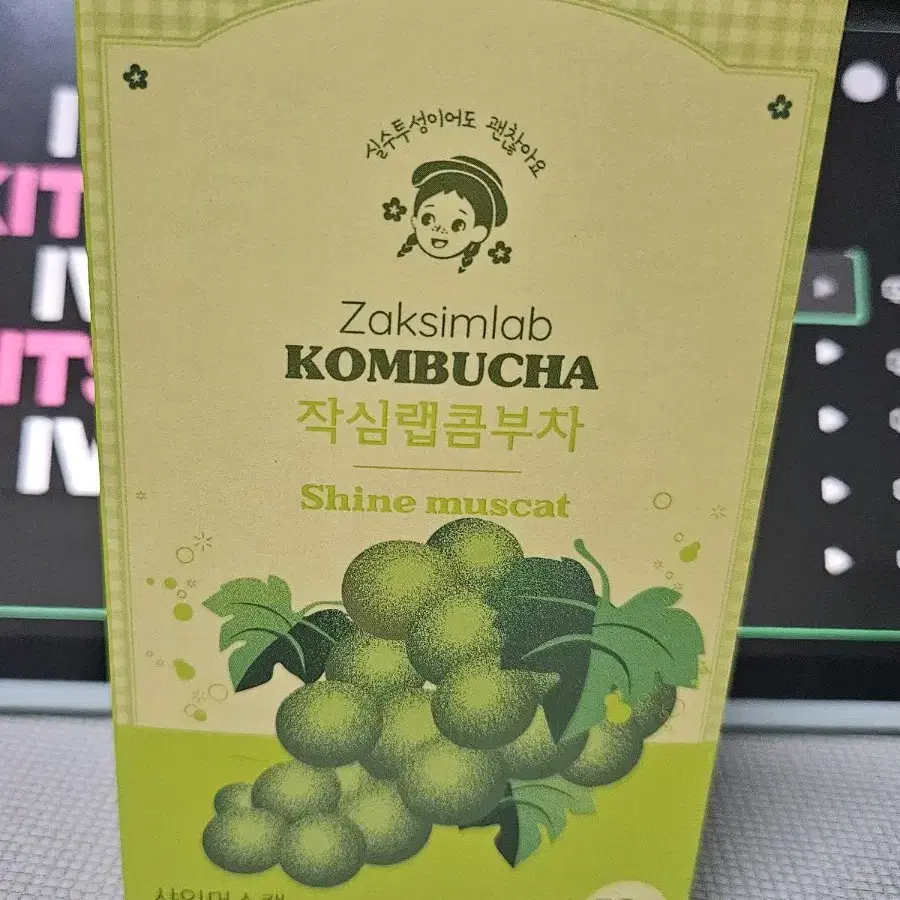 실수투성이어도 괜찮아요
Zaksimlab
KOMBUCHA
작심랩콤부차
Shine muscat